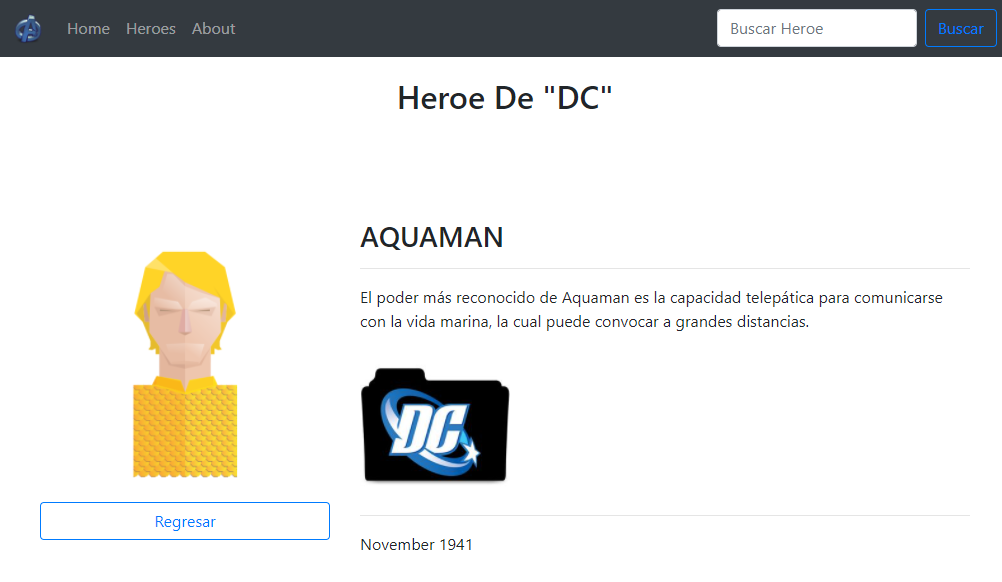 Home Heroes About Buscar Heroe Buscar
Heroe De "DC"
AQUAMAN
El poder más reconocido de Aquaman es la capacidad telepática para comunicarse
con la vida marina, la cual puede convocar a grandes distancias.
DC
Regresar
November 1941